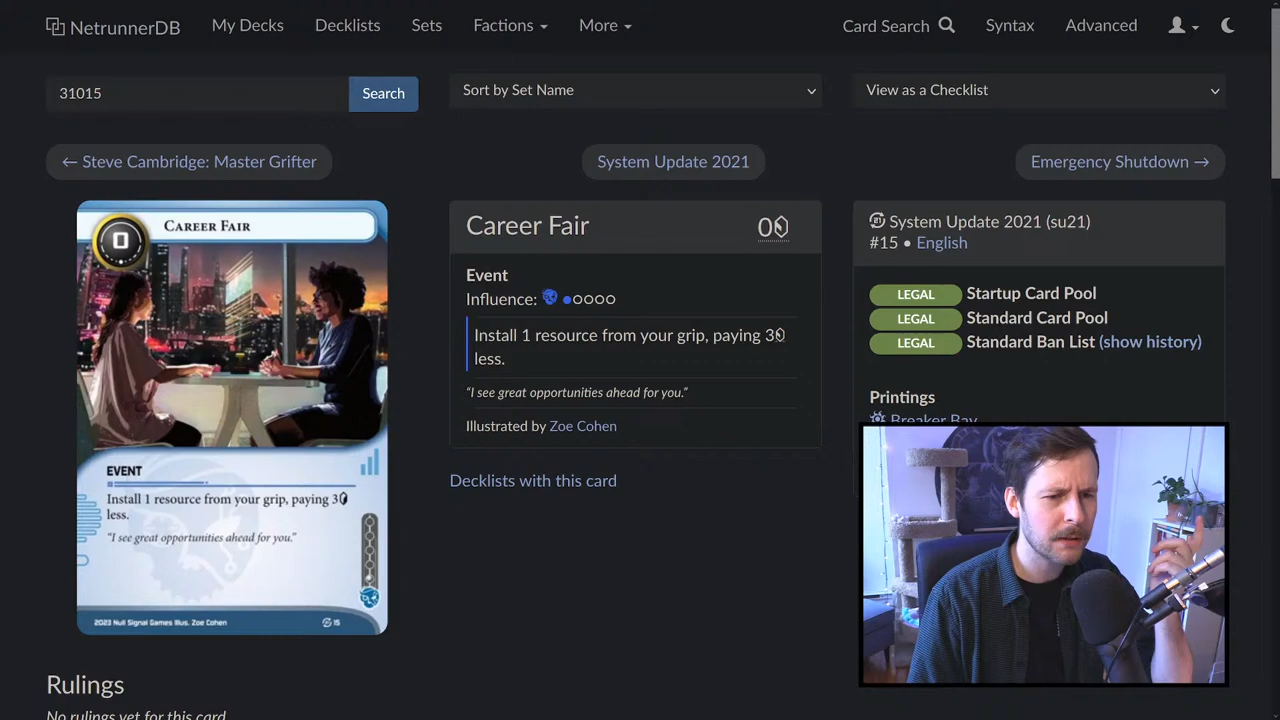 NetrunnerDB My Decks Decklists Sets Factions More Card Search Syntax Advanced
31015 Search Sort by Set Name View as a Checklist
← Steve Cambridge: Master Grifter System Update 2021 Emergency Shutdown →
0
CAREER FAIR
EVENT
Install 1 resource from your grip, paying 3
less.
“I see great opportunities ahead for you.”
2023 Null Signal Games Illus. Zoe Cohen 15
Career Fair 0
Event
Influence:
Install 1 resource from your grip, paying 3
less.
“I see great opportunities ahead for you.”
Illustrated by Zoe Cohen
Decklists with this card
System Update 2021 (su21)
#15 • English
LEGAL Startup Card Pool
LEGAL Standard Card Pool
LEGAL Standard Ban List (show history)
Printings
Breaker Bay
Rulings
No rulings yet for this card